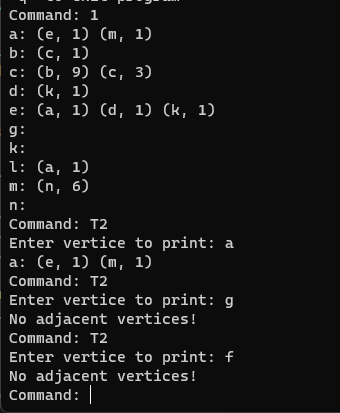 to exit program
Command: 1
a: (e, 1) (m, 1)
b: (c, 1)
c: (b, 9) (c, 3)
d: (k, 1)
e: (a, 1) (d, 1) (k, 1)
g:
k:
l: (a, 1)
m: (n, 6)
n:
Command: T2
Enter vertice to print: a
a: (e, 1) (m, 1)
Command: T2
Enter vertice to print: g
No adjacent vertices!
Command: T2
Enter vertice to print: f
No adjacent vertices!
Command: